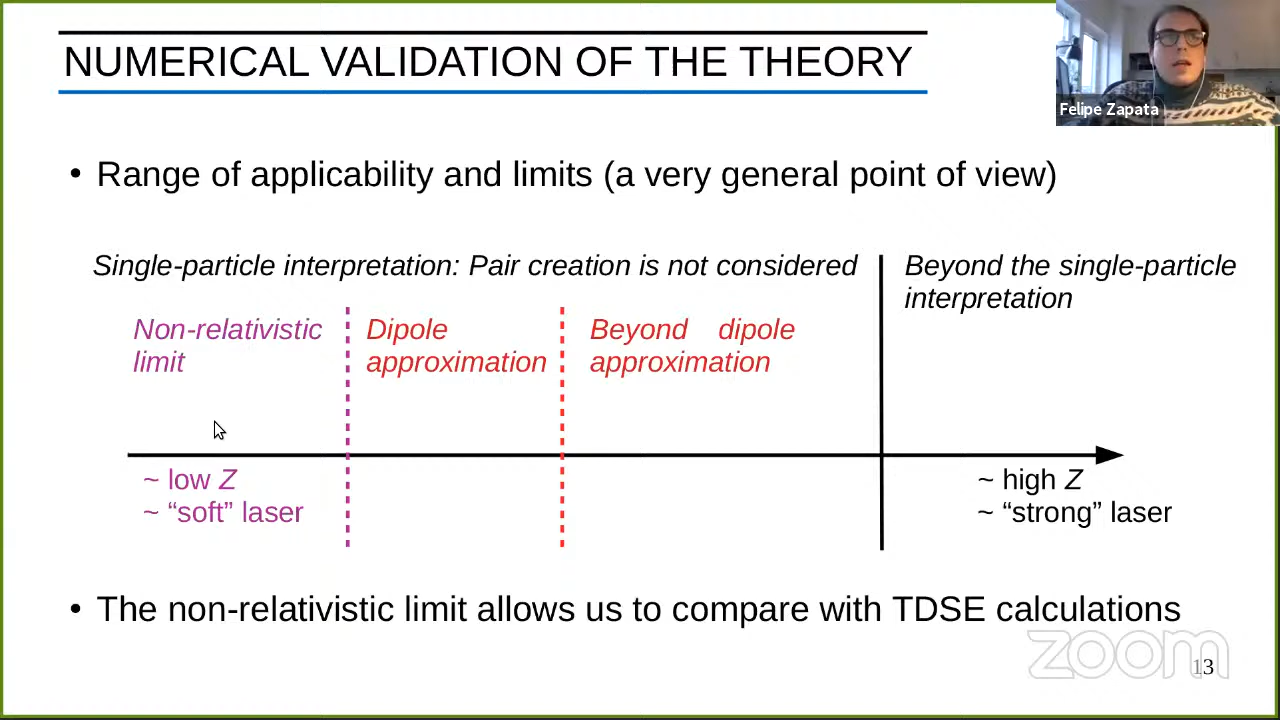 NUMERICAL VALIDATION OF THE THEORY
Felipe Zapata
• Range of applicability and limits (a very general point of view)
Single-particle interpretation: Pair creation is not considered
Beyond the single-particle
interpretation
Non-relativistic
limit
Dipole
approximation
Beyond dipole
approximation
~ low Z
~ “soft” laser
~ high Z
~ “strong” laser
• The non-relativistic limit allows us to compare with TDSE calculations
zoom
13